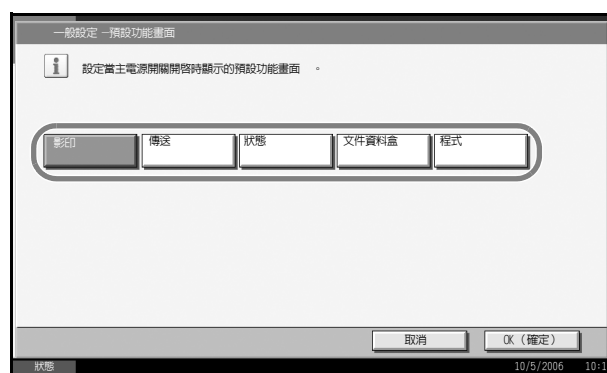 一般設定 –預設功能畫面
i 設定當主電源開關開啓時顯示的預設功能畫面 。
影印 傳送 狀態 文件資料盒 程式
取消 OK（確定）
狀態 10/5/2006 10:1